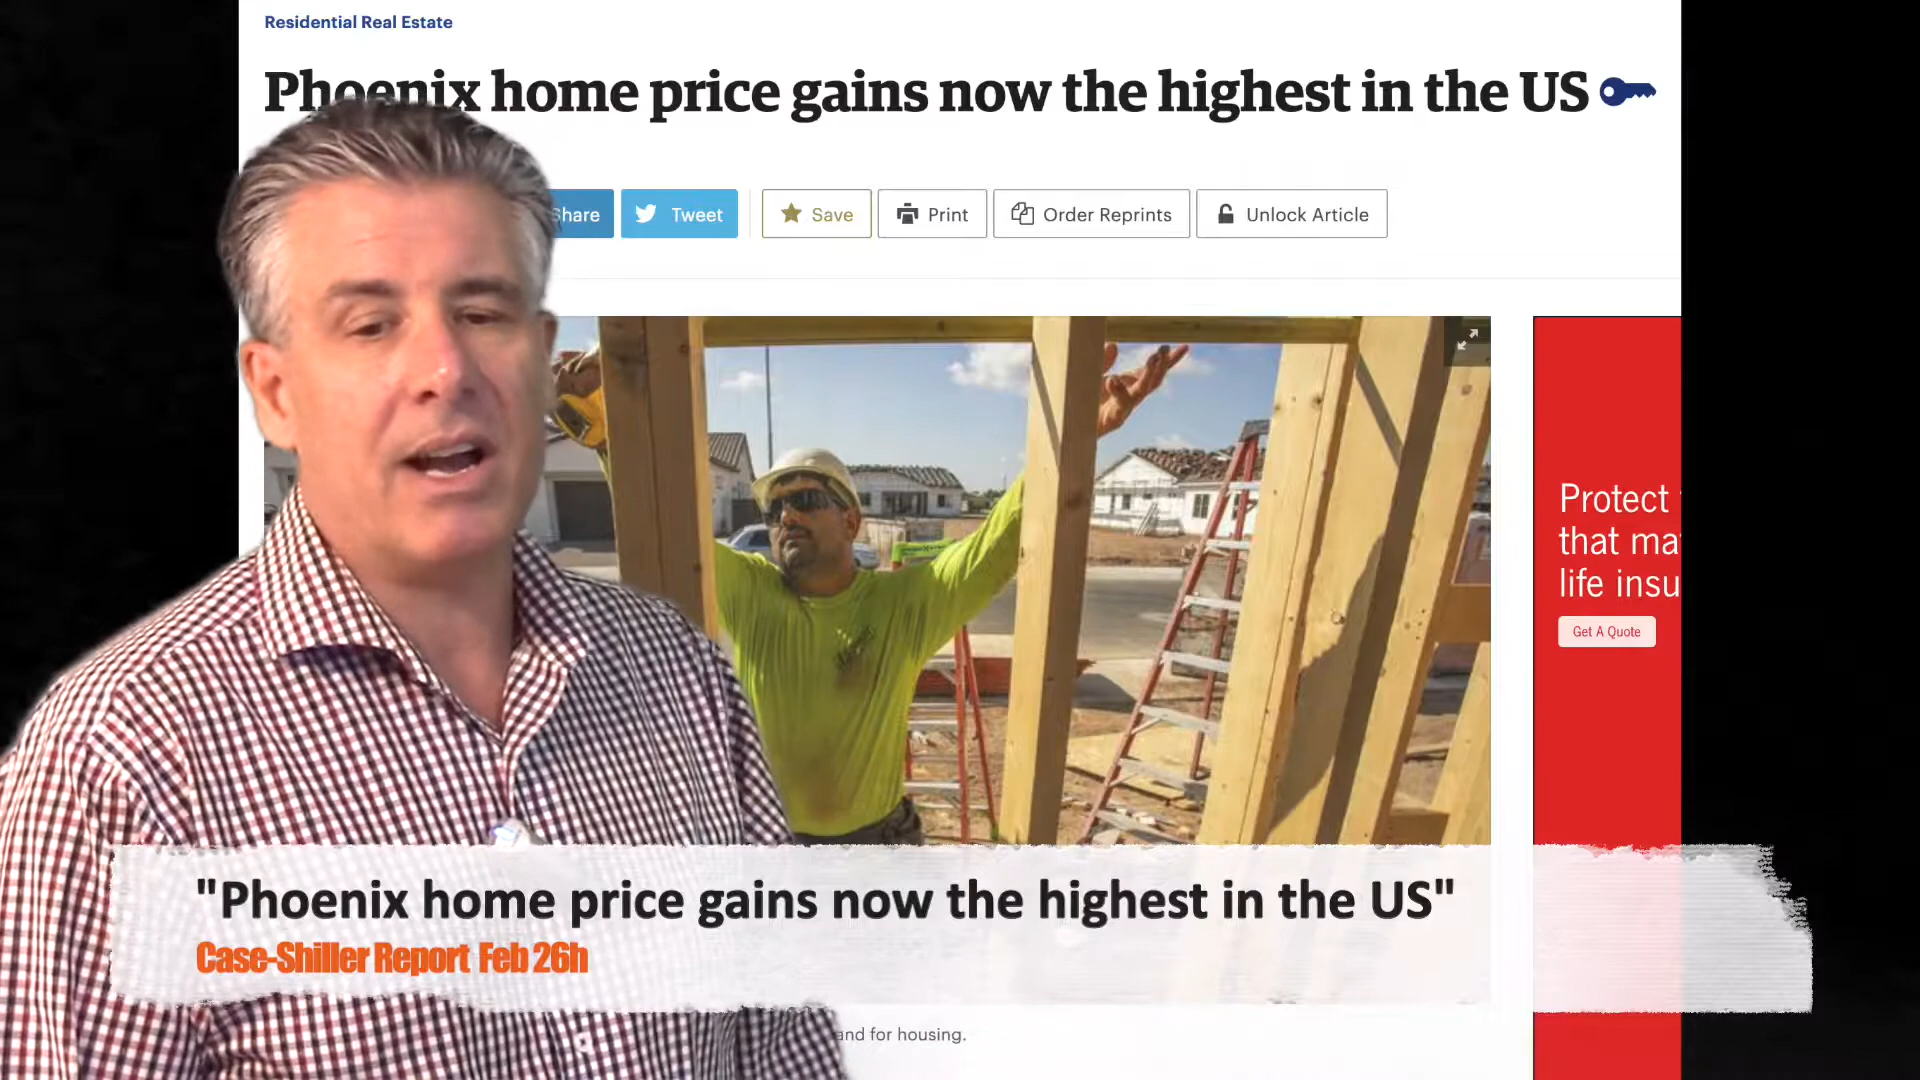 Residential Real Estate
Phoenix home price gains now the highest in the US
Share Tweet Save Print Order Reprints Unlock Article
Protect
that
life
Get A Quote
"Phoenix home price gains now the highest in the US"
Case-Shiller Report Feb 26h
and for housing.